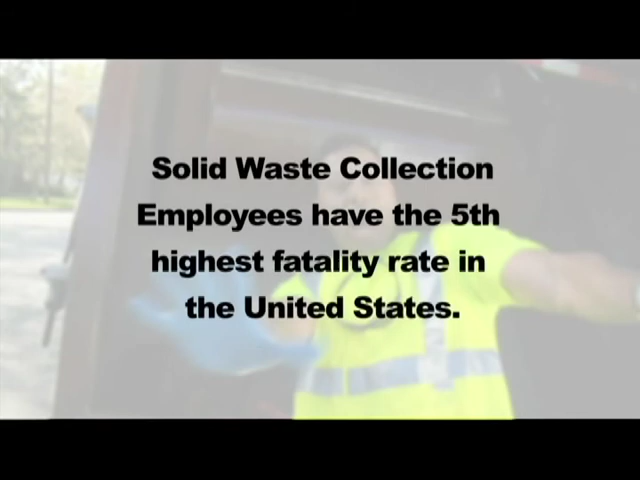 Solid Waste Collection
Employees have the 5th
highest fatality rate in
the United States.